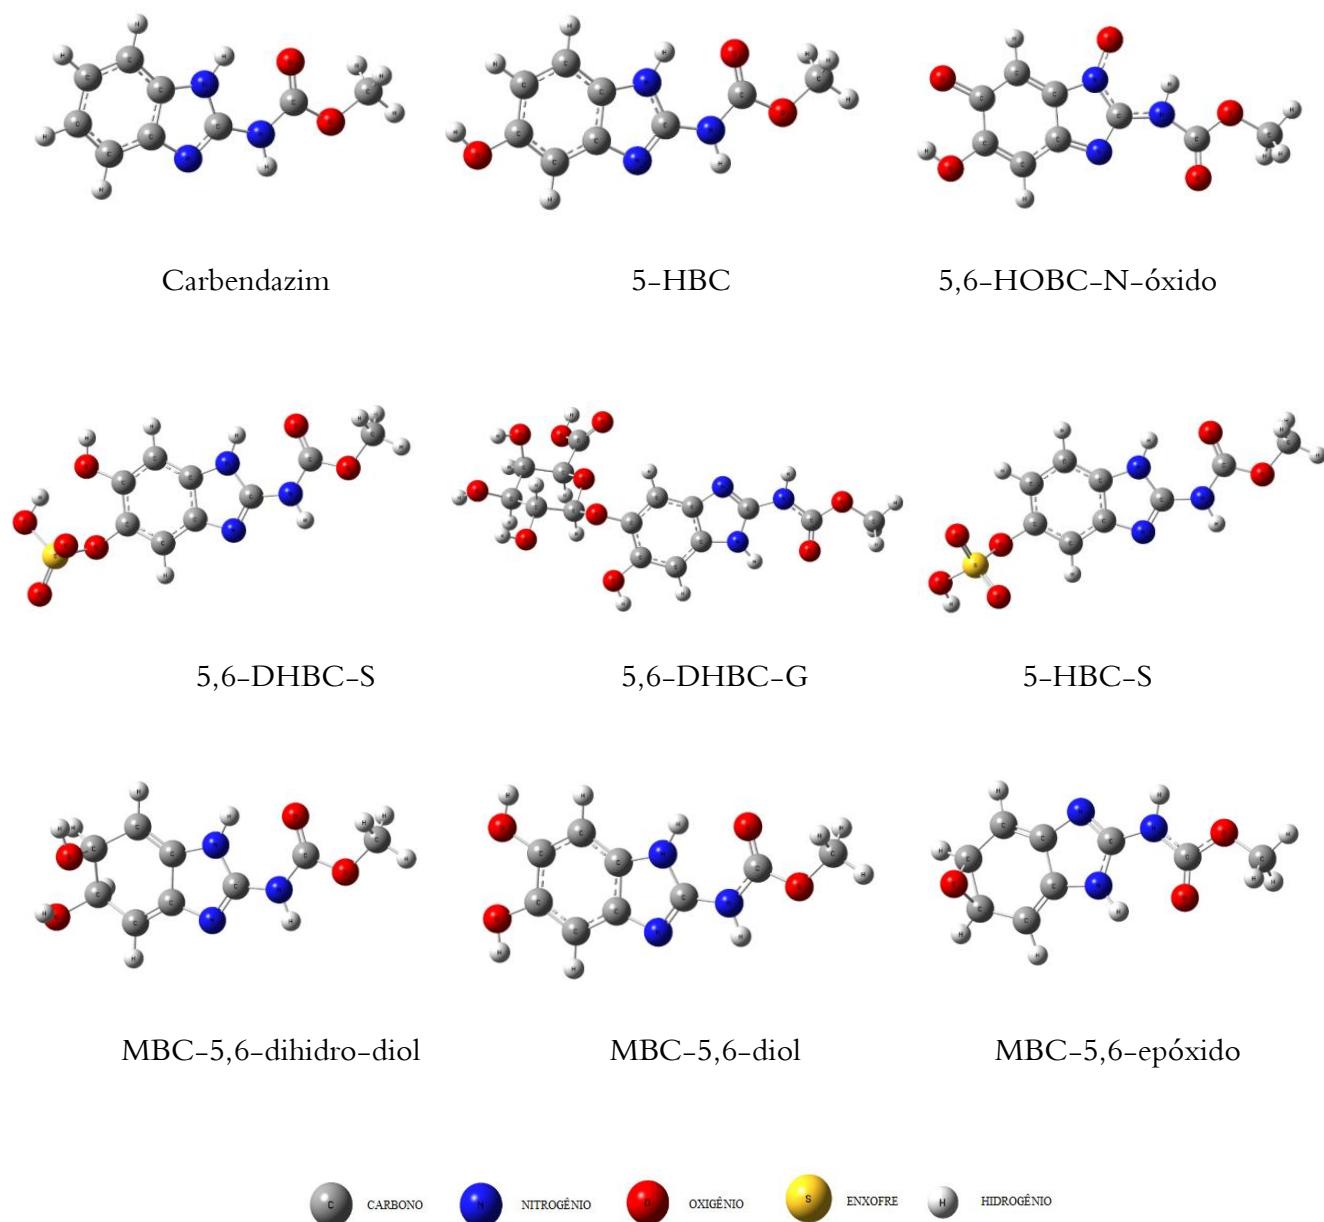 Carbendazim 5-HBC 5,6-HOBC-N-óxido
5,6-DHBC-S 5,6-DHBC-G 5-HBC-S
MBC-5,6-dihidro-diol MBC-5,6-diol MBC-5,6-epóxido
C CARBONO N NITROGÊNIO O OXIGÊNIO S ENXOFRE H HIDROGÊNIO